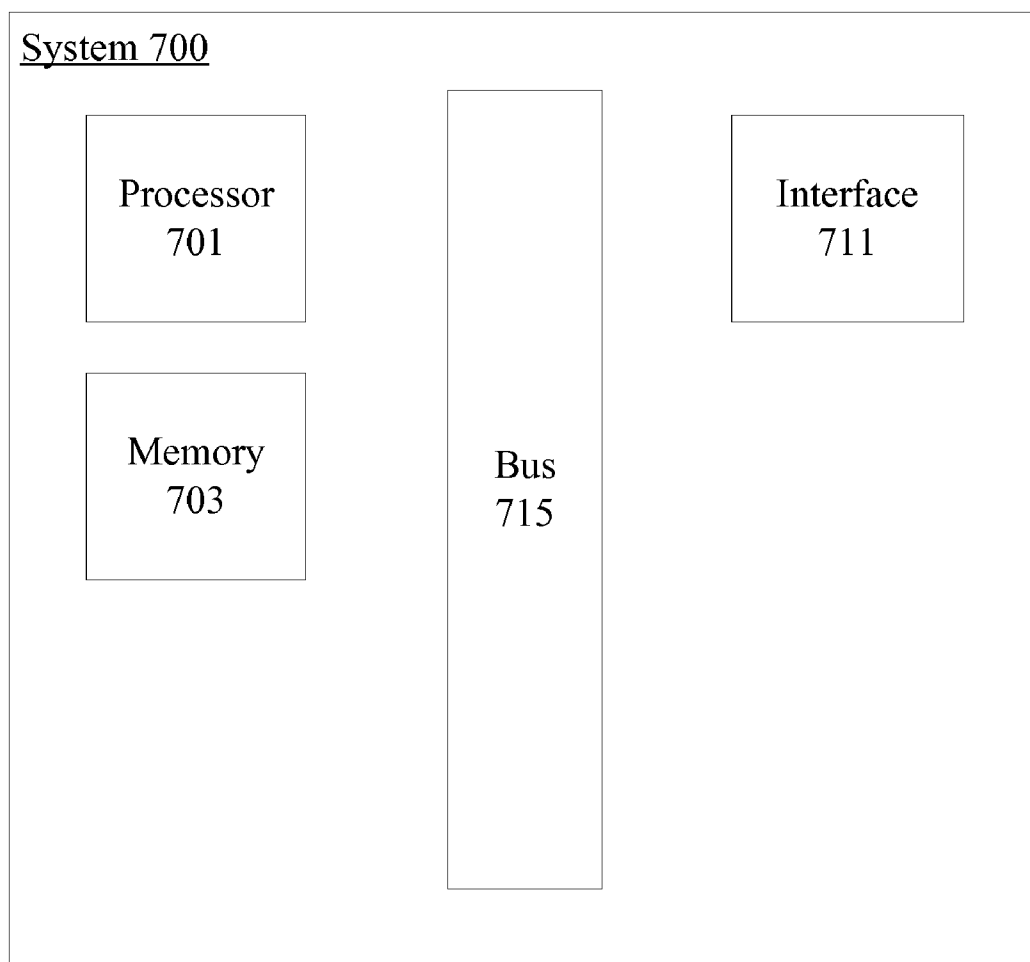 System 700
Processor
701
Interface
711
Memory
703
Bus
715